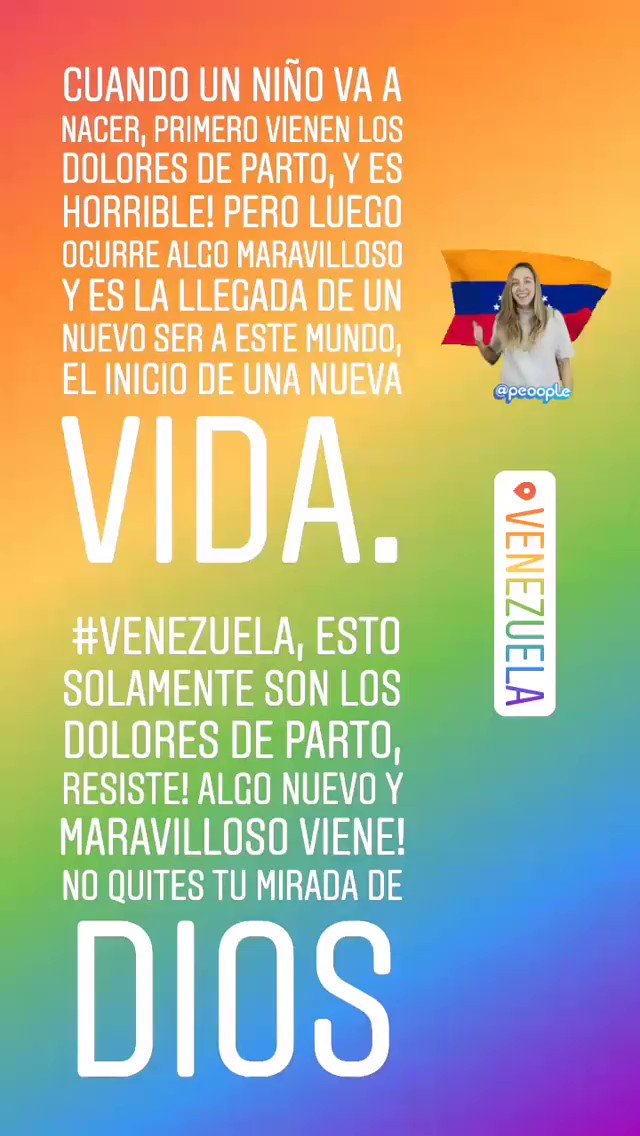 CUANDO UN NIÑO VA A
NACER, PRIMERO VIENEN LOS
DOLORES DE PARTO, Y ES
HORRIBLE! PERO LUEGO
OCURRE ALGO MARAVILLOSO
Y ES LA LLEGADA DE UN
NUEVO SER A ESTE MUNDO,
EL INICIO DE UNA NUEVA
VIDA.
#VENEZUELA, ESTO
SOLAMENTE SON LOS
DOLORES DE PARTO,
RESISTE! ALGO NUEVO Y
MARAVILLOSO VIENE!
NO QUITES TU MIRADA DE
DIOS
@peoople
VENEZUELA